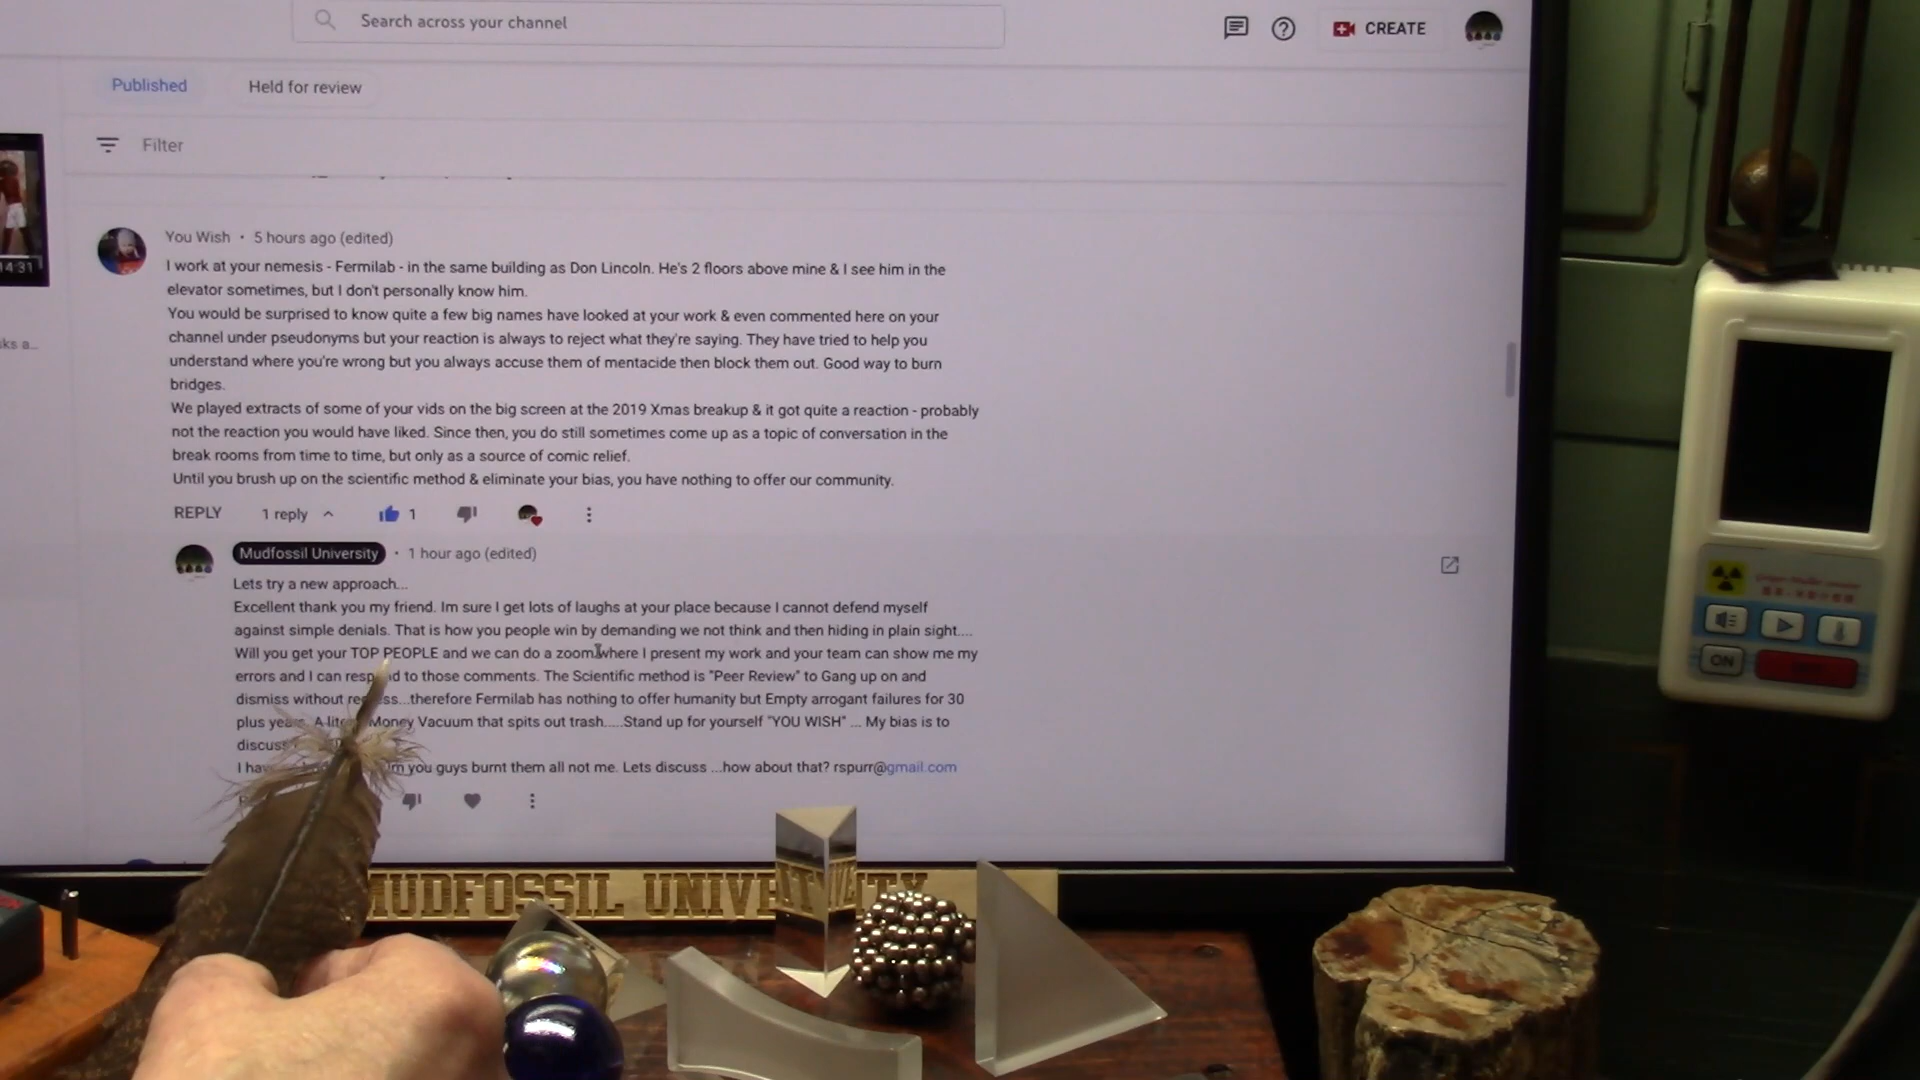 Search across your channel
CREATE
Published
Held for review
Filter
14:31
ks a...
You Wish • 5 hours ago (edited)
I work at your nemesis - Fermilab - in the same building as Don Lincoln. He's 2 floors above mine & I see him in the
elevator sometimes, but I don't personally know him.
You would be surprised to know quite a few big names have looked at your work & even commented here on your
channel under pseudonyms but your reaction is always to reject what they're saying. They have tried to help you
understand where you're wrong but you always accuse them of mentacide then block them out. Good way to burn
bridges.
We played extracts of some of your vids on the big screen at the 2019 Xmas breakup & it got quite a reaction - probably
not the reaction you would have liked. Since then, you do still sometimes come up as a topic of conversation in the
break rooms from time to time, but only as a source of comic relief.
Until you brush up on the scientific method & eliminate your bias, you have nothing to offer our community.
REPLY 1 reply 1
Mudfossil University • 1 hour ago (edited)
Lets try a new approach...
Excellent thank you my friend. Im sure I get lots of laughs at your place because I cannot defend myself
against simple denials. That is how you people win by demanding we not think and then hiding in plain sight....
Will you get your TOP PEOPLE and we can do a zoom where I present my work and your team can show me my
errors and I can to those comments. The Scientific method is "Peer Review" to Gang up on and
dismiss without ...therefore Fermilab has nothing to offer humanity but Empty arrogant failures for 30
plus Money Vacuum that spits out trash.....Stand up for yourself "YOU WISH" ... My bias is to
discuss
I you guys burnt them all not me. Lets discuss ...how about that? rspurr@gmail.com
MUDFOSSIL
ON